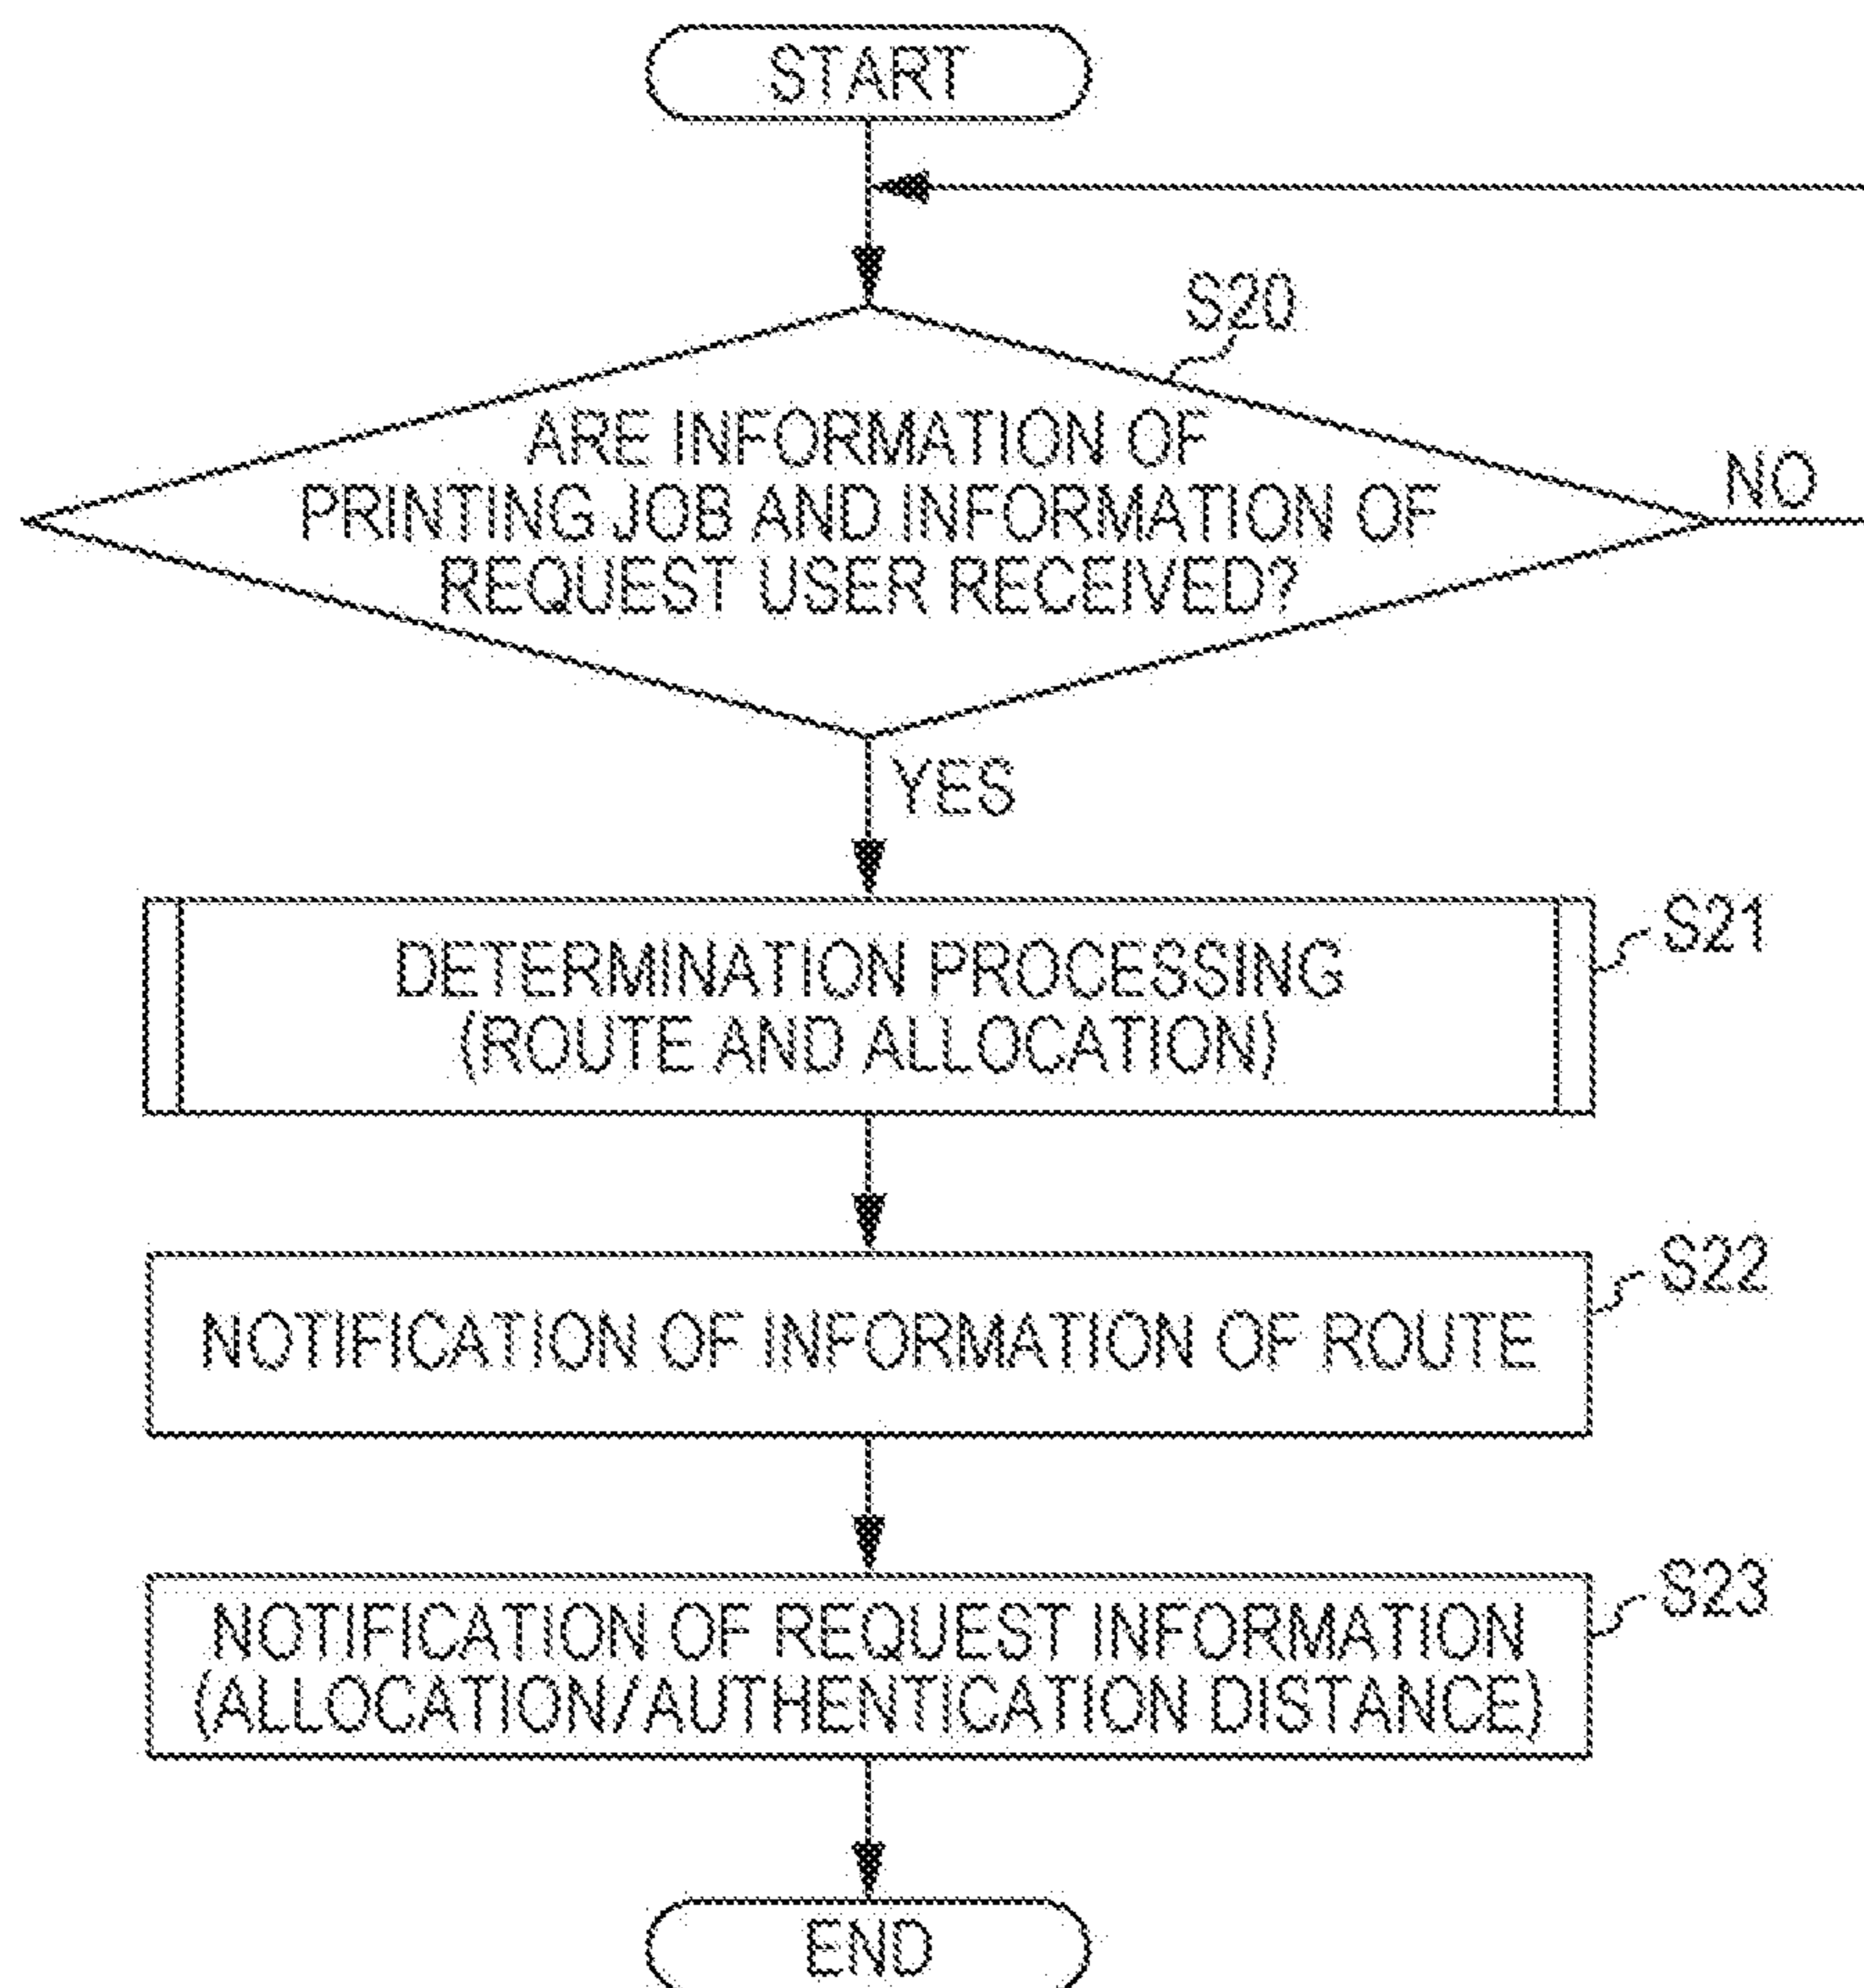 START
S20
ARE INFORMATION OF
PRINTING JOB AND INFORMATION OF
REQUEST USER RECEIVED?
NO
YES
S21
DETERMINATION PROCESSING
(ROUTE AND ALLOCATION)
S22
NOTIFICATION OF INFORMATION OF ROUTE
S23
NOTIFICATION OF REQUEST INFORMATION
(ALLOCATION/AUTHENTICATION DISTANCE)
END